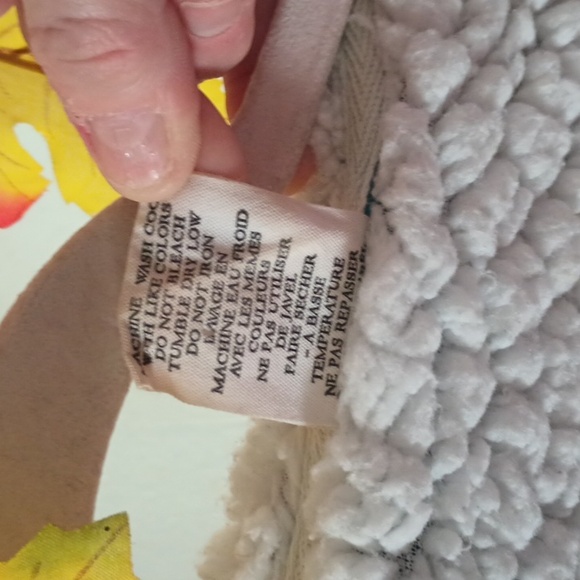 MACHINE WASH COO
WITH LIKE COLORS
DO NOT BLEACH
TUMBLE DRY LOW
DO NOT IRON
LAVAGE EN
MACHINE EAU FROID
AVEC LES MEMES
COULEURS
NE PAS UTILISER
DE JAVEL
FAIRE SECHER
- A BASSE
TEMPERATURE
NE PAS REPASSER